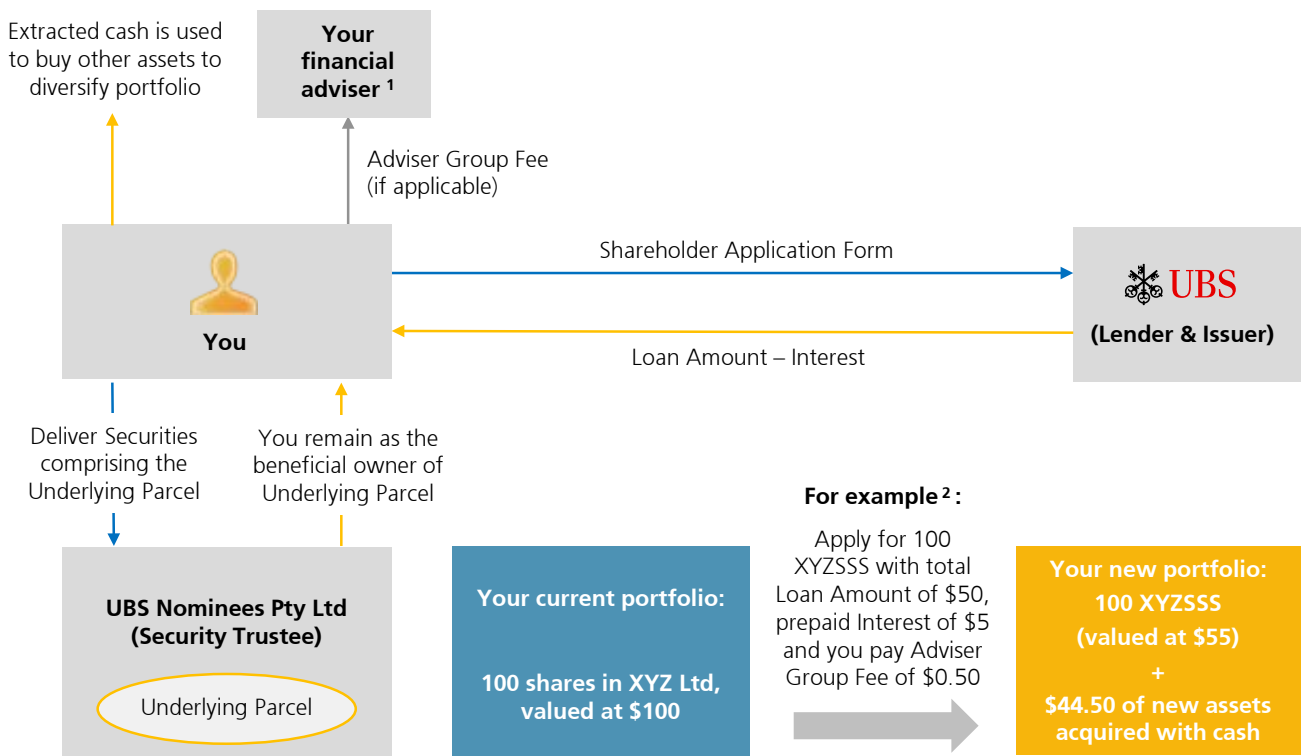 Extracted cash is used
to buy other assets to
diversify portfolio
Your
financial
adviser ¹
Adviser Group Fee
(if applicable)
You
Shareholder Application Form
Loan Amount – Interest
UBS
(Lender & Issuer)
Deliver Securities
comprising the
Underlying Parcel
You remain as the
beneficial owner of
Underlying Parcel
UBS Nominees Pty Ltd
(Security Trustee)
Underlying Parcel
Your current portfolio:
100 shares in XYZ Ltd,
valued at $100
For example ² :
Apply for 100
XYZSSS with total
Loan Amount of $50,
prepaid Interest of $5
and you pay Adviser
Group Fee of $0.50
Your new portfolio:
100 XYZSSS
(valued at $55)
+
$44.50 of new assets
acquired with cash